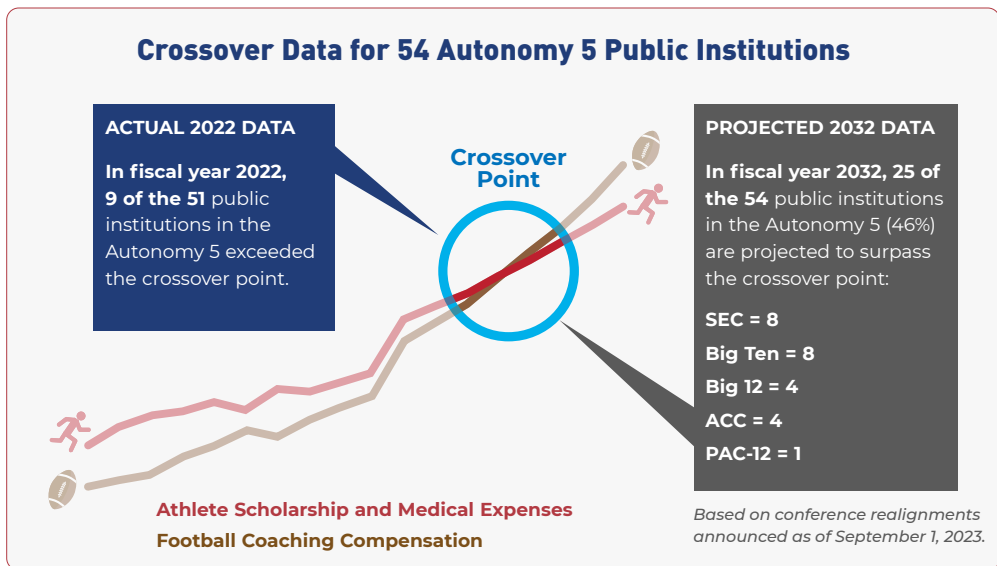 Crossover Data for 54 Autonomy 5 Public Institutions
ACTUAL 2022 DATA
In fiscal year 2022,
9 of the 51 public
institutions in the
Autonomy 5 exceeded
the crossover point.
Crossover
Point
PROJECTED 2032 DATA
In fiscal year 2032, 25 of
the 54 public institutions
in the Autonomy 5 (46%)
are projected to surpass
the crossover point:
SEC = 8
Big Ten = 8
Big 12 = 4
ACC = 4
PAC-12 = 1
Athlete Scholarship and Medical Expenses
Football Coaching Compensation
Based on conference realignments
announced as of September 1, 2023.